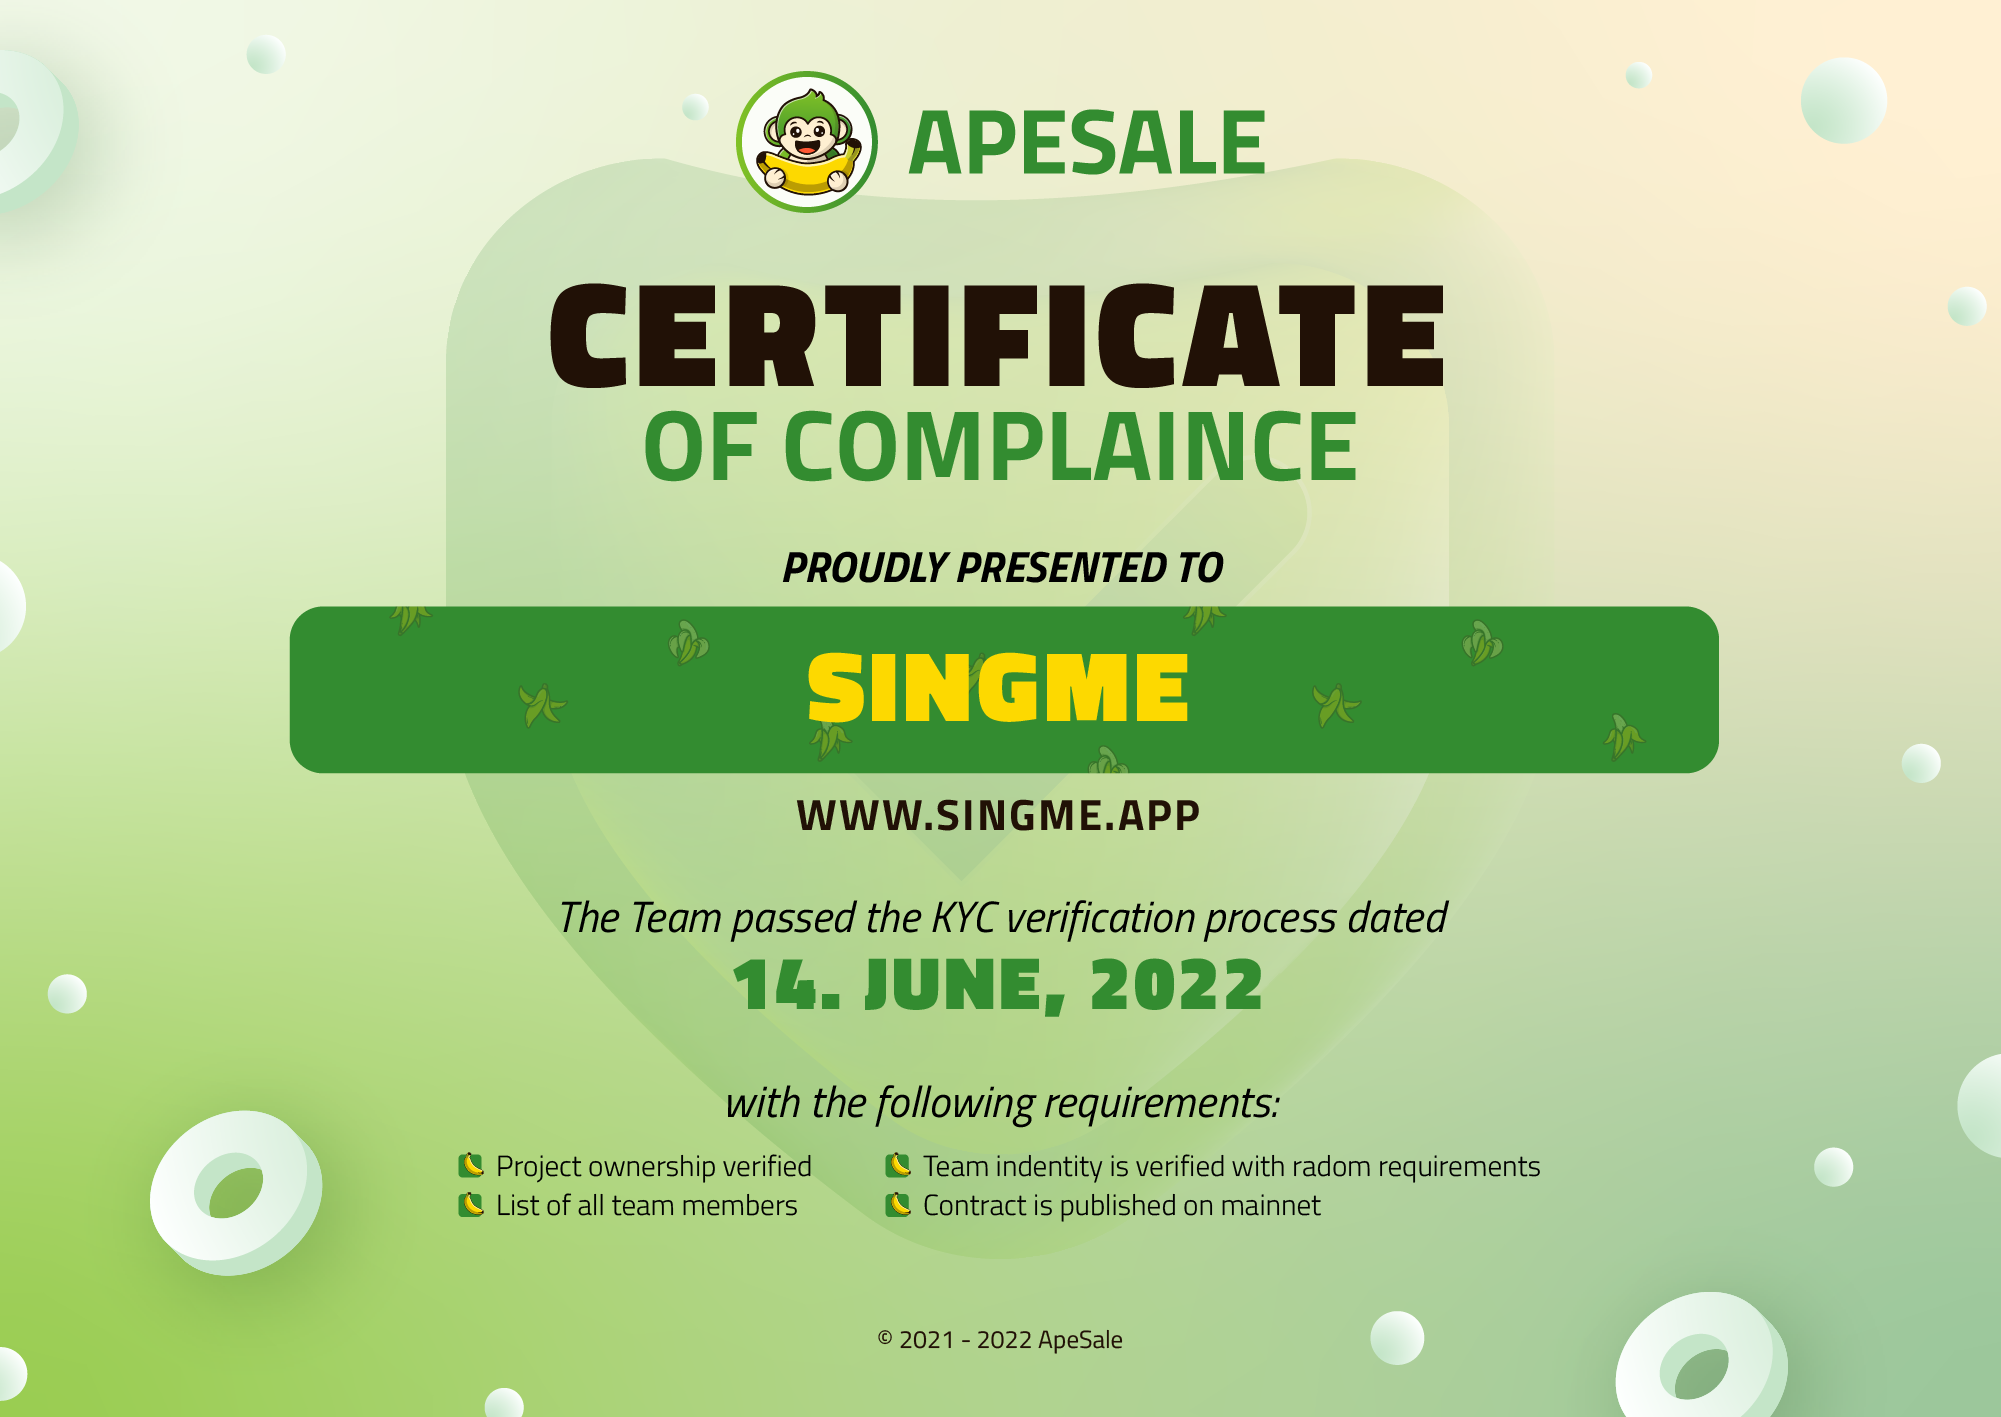 APESALE
CERTIFICATE
OF COMPLAINCE
PROUDLY PRESENTED TO
SINGME
WWW.SINGME.APP
The Team passed the KYC verification process dated
14. JUNE, 2022
with the following requirements:
Project ownership verified
List of all team members
Team indentity is verified with radom requirements
Contract is published on mainnet
© 2021 - 2022 ApeSale